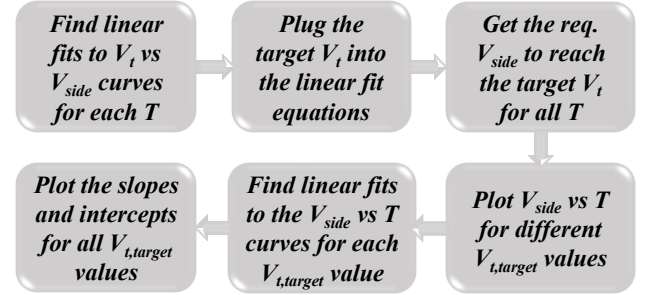 Find linear
fits to Vt vs
Vside curves
for each T
Plug the
target Vt into
the linear fit
equations
Get the req.
Vside to reach
the target Vt
for all T
Plot Vside vs T
for different
Vt,target values
Find linear fits
to the Vside vs T
curves for each
Vt,target value
Plot the slopes
and intercepts
for all Vt,target
values